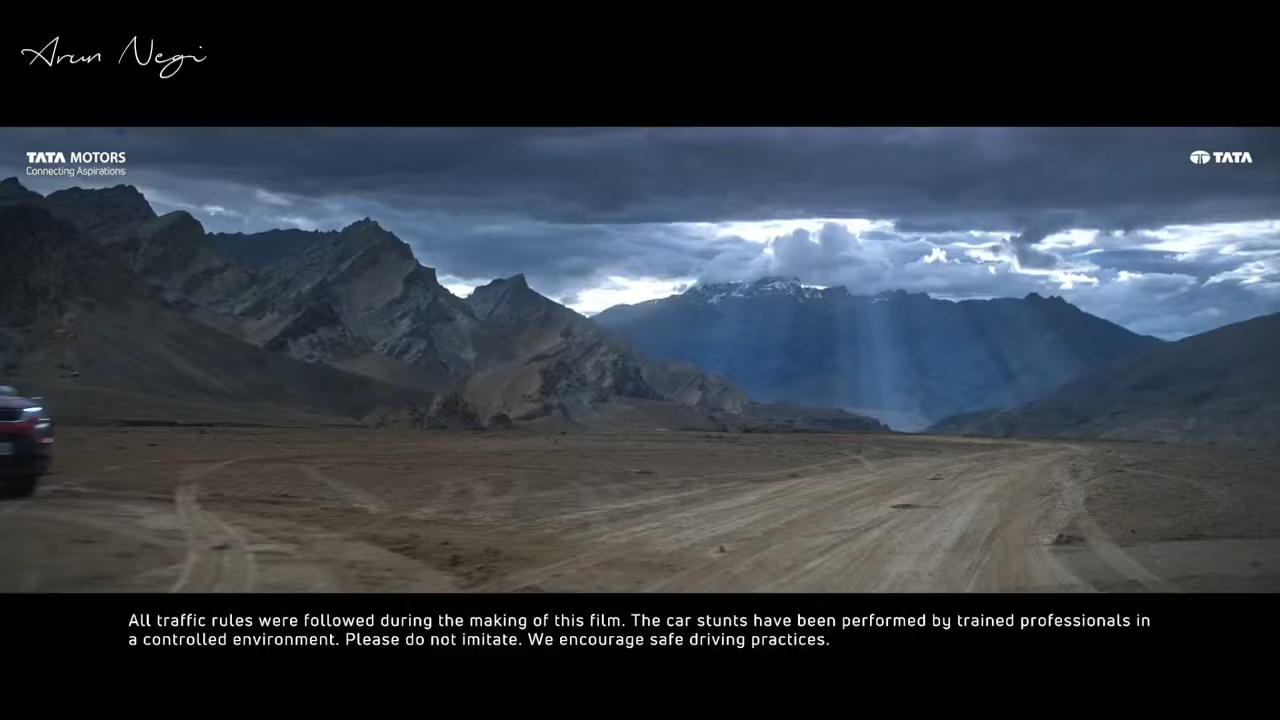 Arun Negi
TATA MOTORS
Connecting Aspirations
TATA
All traffic rules were followed during the making of this film. The car stunts have been performed by trained professionals in
a controlled environment. Please do not imitate. We encourage safe driving practices.